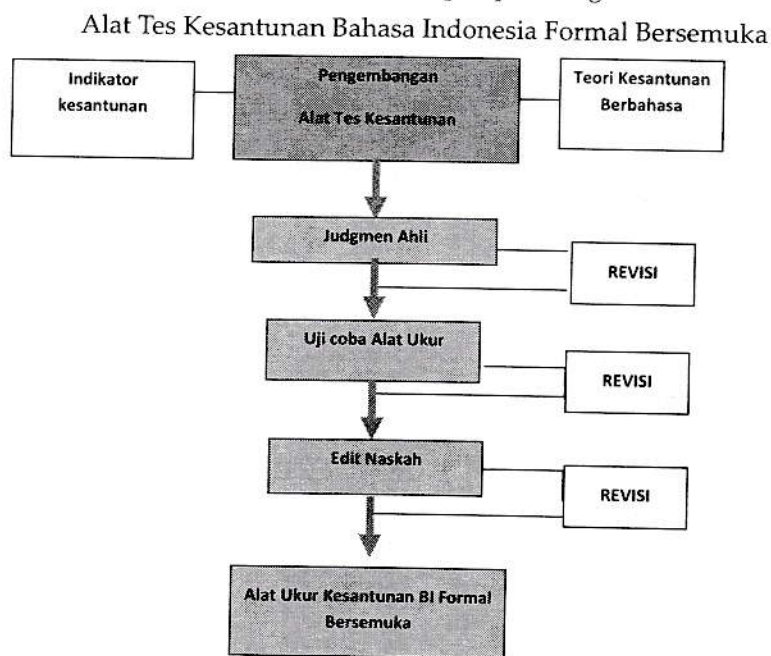 Alat Tes Kesantunan Bahasa Indonesia Formal Bersemuka
Indikator
kesantunan
Pengembangan
Alat Tes Kesantunan
Teori Kesantunan
Berbahasa
Judgmen Ahli
REVISI
Uji coba Alat Ukur
REVISI
Edit Naskah
REVISI
Alat Ukur Kesantunan BI Formal
Bersemuka